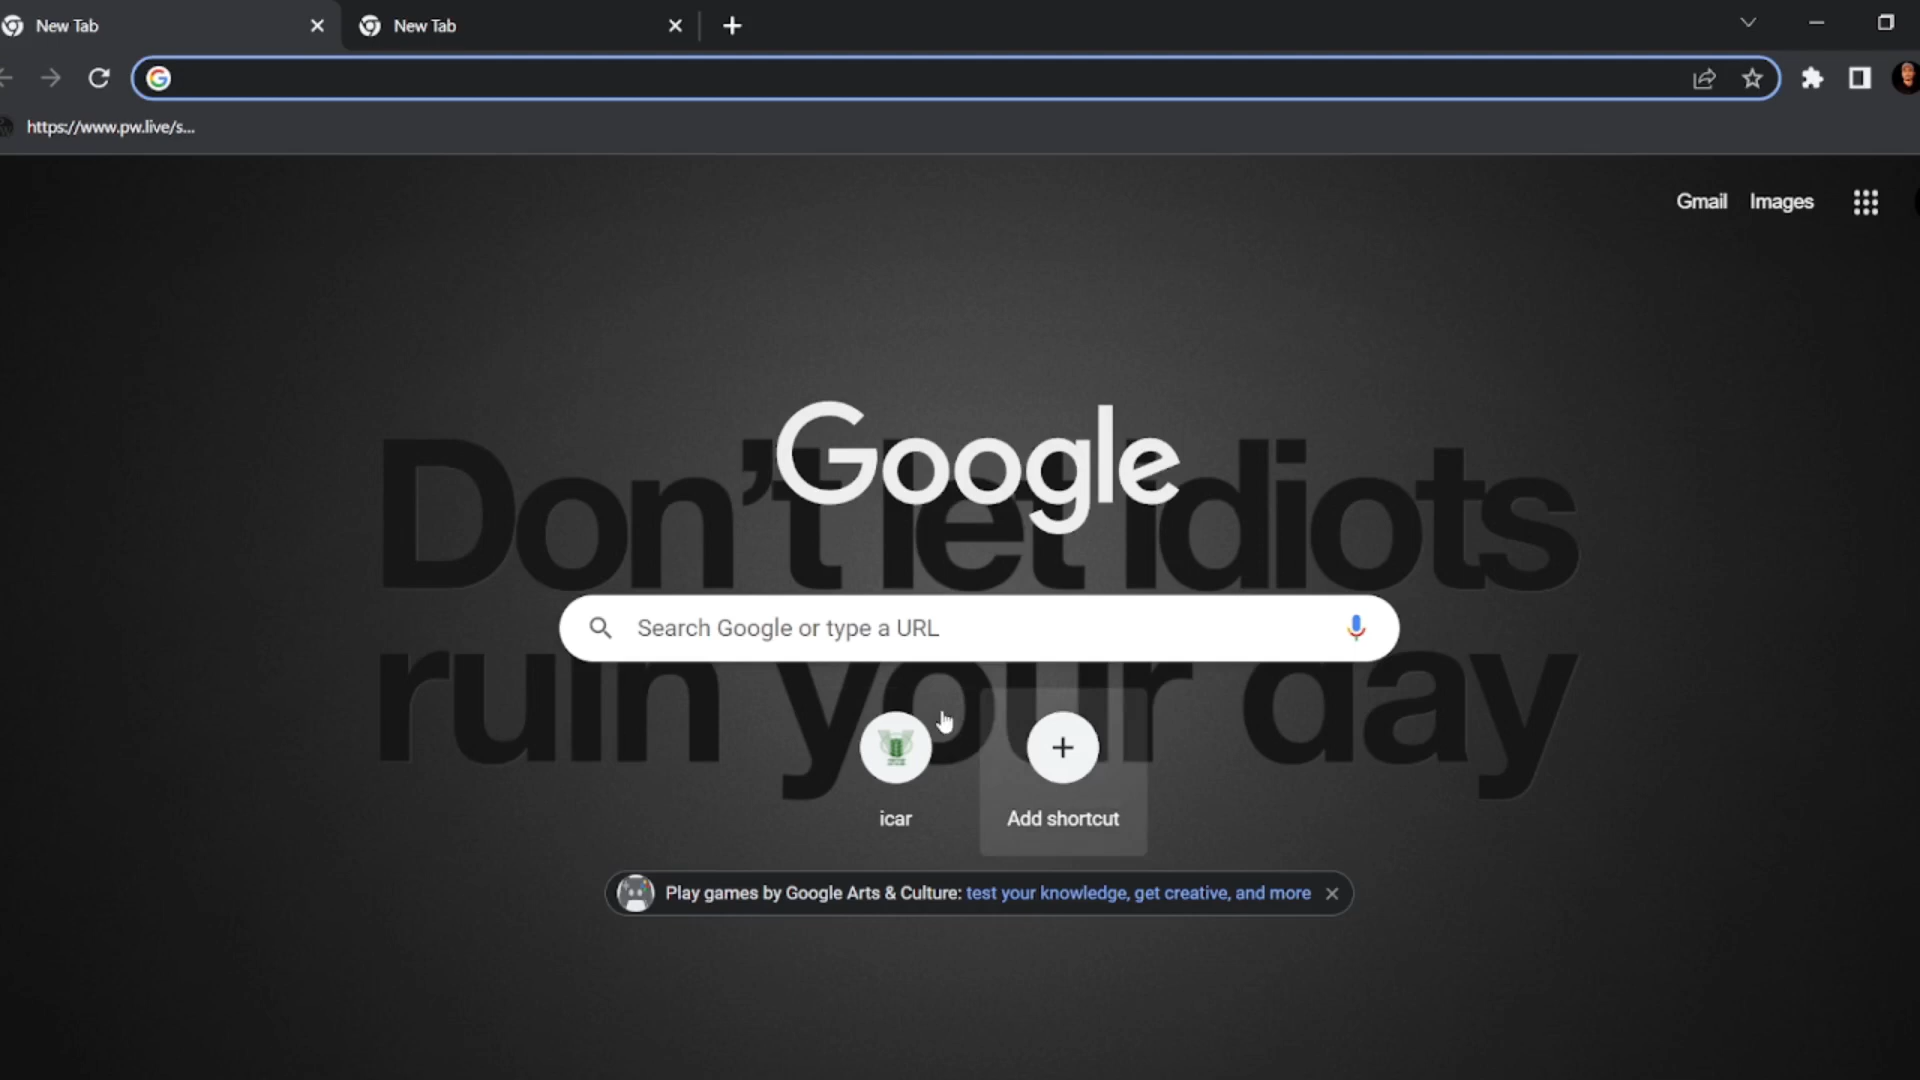 New Tab
New Tab
https://www.pw.live/s...
Gmail Images
Google
Don't let idiots
ruin your day
Search Google or type a URL
icar
Add shortcut
Play games by Google Arts & Culture: test your knowledge, get creative, and more